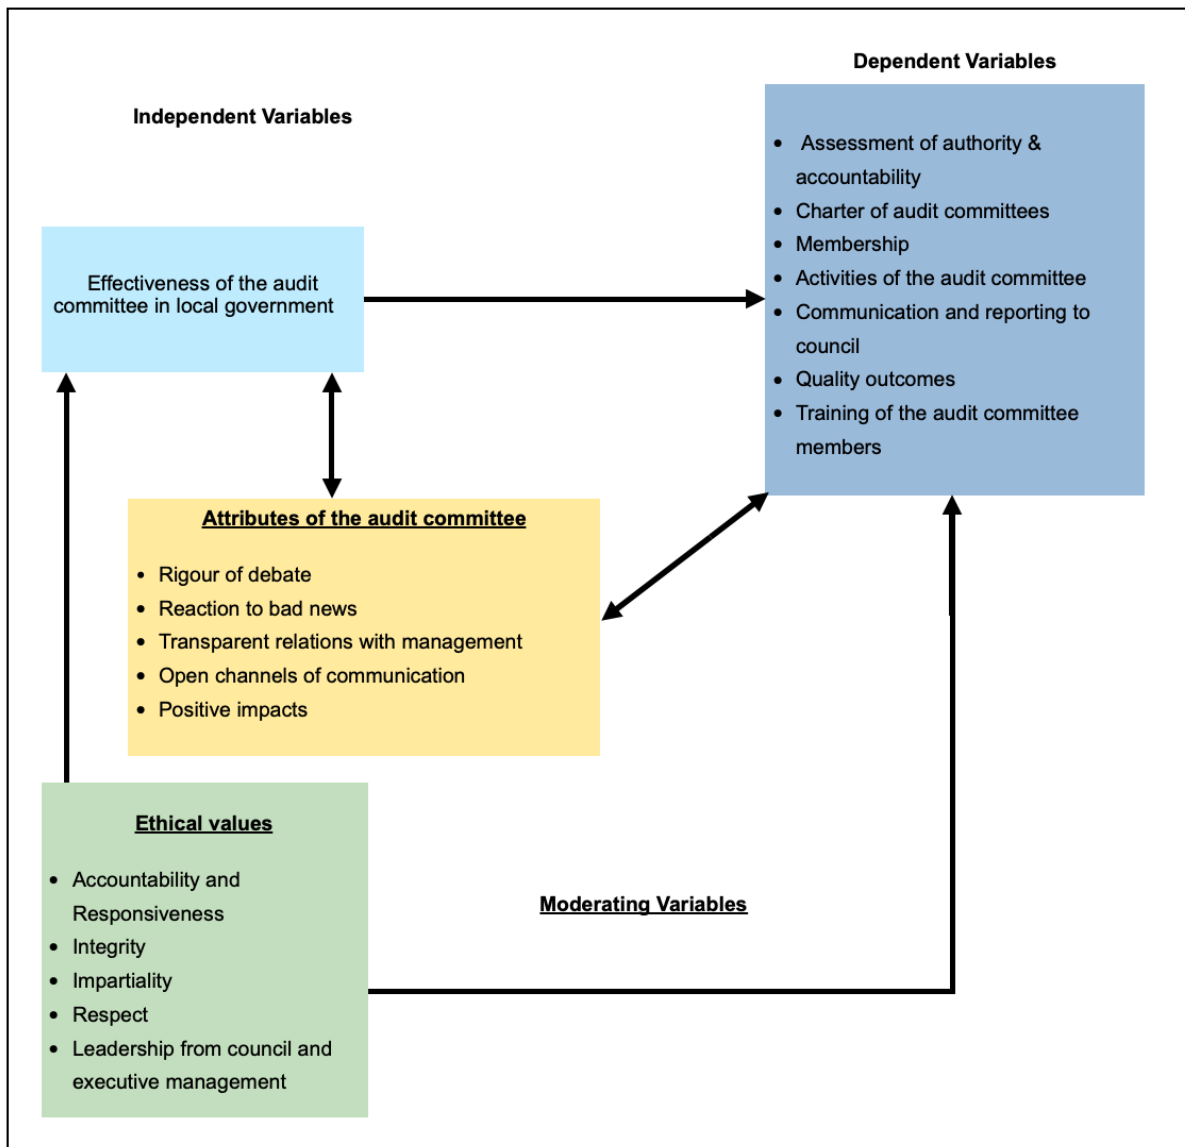 Dependent Variables
Independent Variables
• Assessment of authority &
accountability
• Charter of audit committees
• Membership
• Activities of the audit committee
• Communication and reporting to
council
• Quality outcomes
• Training of the audit committee
members
Effectiveness of the audit
committee in local government
Attributes of the audit committee
• Rigour of debate
• Reaction to bad news
• Transparent relations with management
• Open channels of communication
• Positive impacts
Ethical values
• Accountability and
Responsiveness
• Integrity
• Impartiality
• Respect
• Leadership from council and
executive management
Moderating Variables